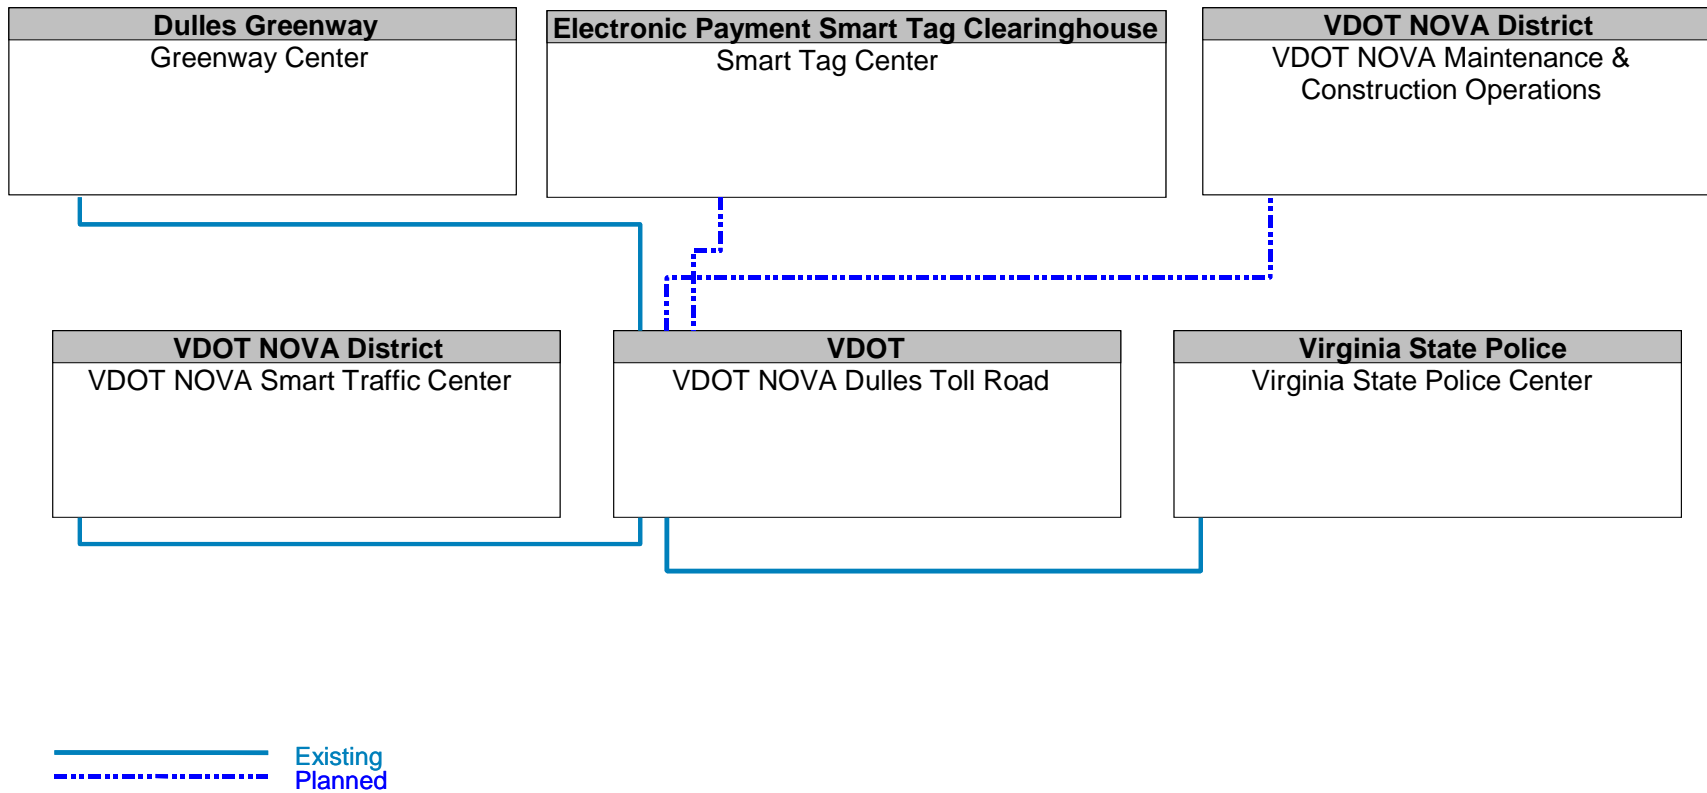 Dulles Greenway
Greenway Center
Electronic Payment Smart Tag Clearinghouse
Smart Tag Center
VDOT NOVA District
VDOT NOVA Maintenance &
Construction Operations
VDOT NOVA District
VDOT NOVA Smart Traffic Center
VDOT
VDOT NOVA Dulles Toll Road
Virginia State Police
Virginia State Police Center
Existing
Planned